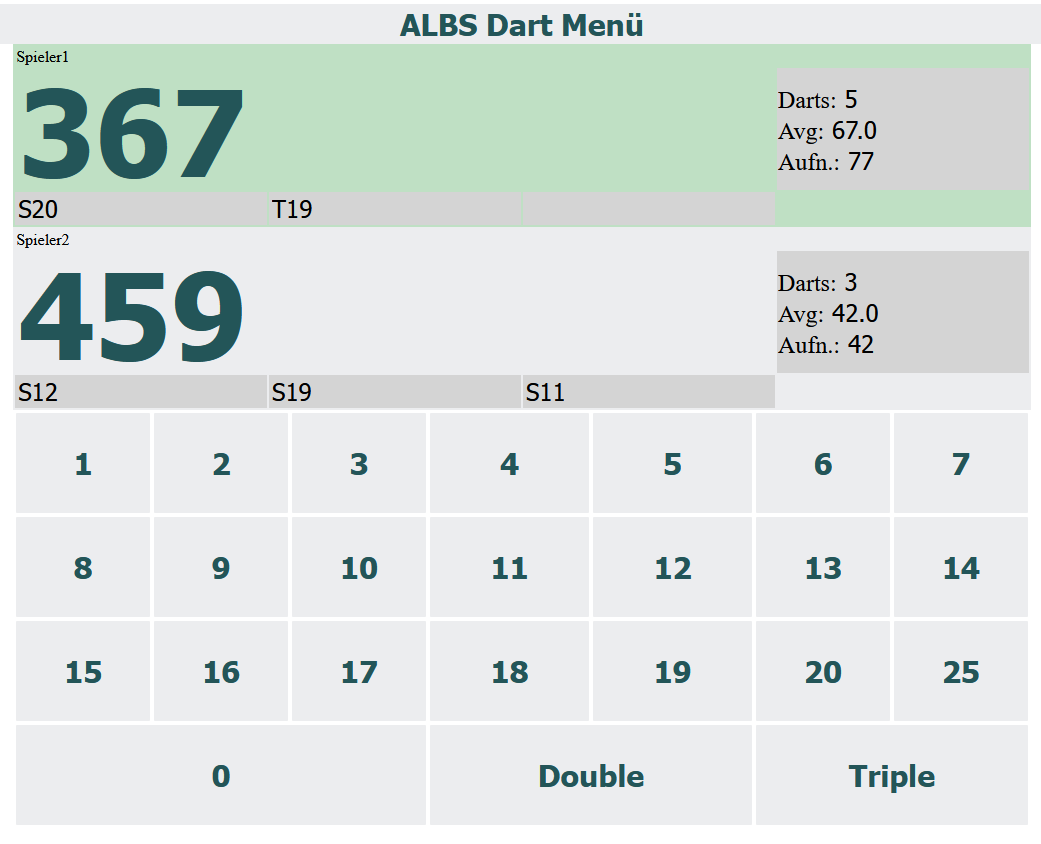 ALBS Dart Menü
Spieler1
367
Darts: 5
Avg: 67.0
Aufn.: 77
S20 T19
Spieler2
459
Darts: 3
Avg: 42.0
Aufn.: 42
S12 S19 S11
1 2 3 4 5 6 7
8 9 10 11 12 13 14
15 16 17 18 19 20 25
0 Double Triple